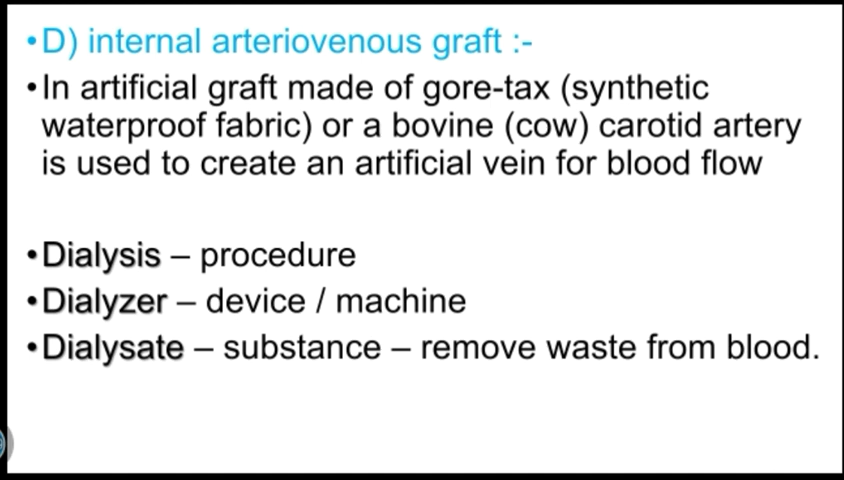 •D) internal arteriovenous graft :-
•In artificial graft made of gore-tax (synthetic
waterproof fabric) or a bovine (cow) carotid artery
is used to create an artificial vein for blood flow
•Dialysis – procedure
•Dialyzer – device / machine
•Dialysate – substance – remove waste from blood.